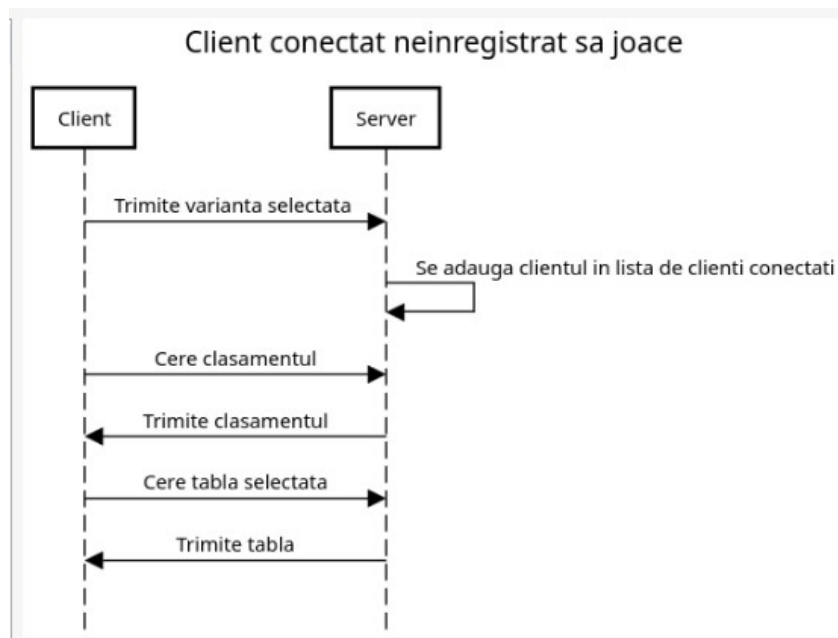 Client conectat neinregistrat sa joace
Client
Server
Trimite varianta selectata
Se adauga clientul in lista de clienti conectati
Cere clasamentul
Trimite clasamentul
Cere tabla selectata
Trimite tabla